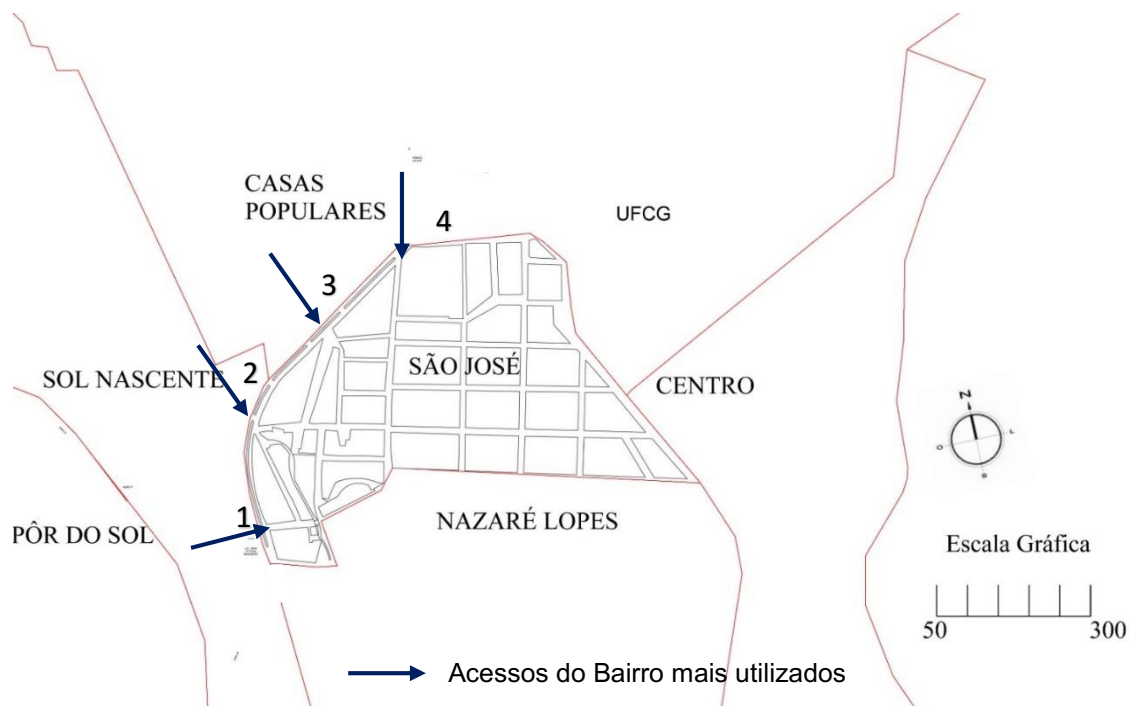 CASAS
POPULARES
4
UFCG
3
SÃO JOSÉ
SOL NASCENTE
2
CENTRO
N
O
L
S
1
PÔR DO SOL
NAZARÉ LOPES
Escala Gráfica
50
300
Acessos do Bairro mais utilizados